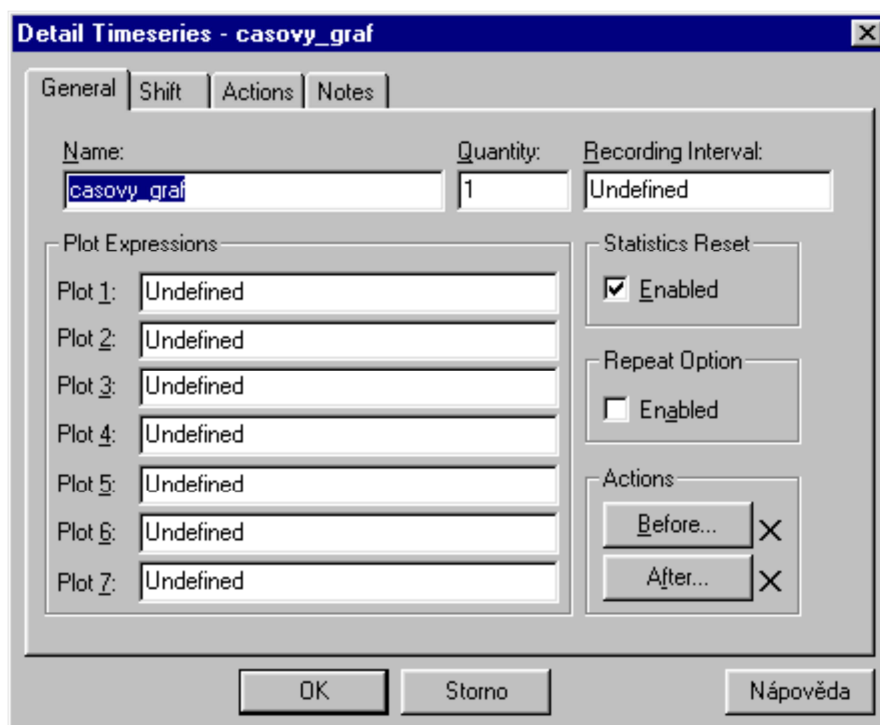 Detail Timeseries - casovy_graf
General Shift Actions Notes
Name: Quantity: Recording Interval:
casovy_graf 1 Undefined
Plot Expressions Statistics Reset
Plot 1: Undefined Enabled
Plot 2: Undefined
Plot 3: Undefined Repeat Option
Plot 4: Undefined Enabled
Plot 5: Undefined Actions
Plot 6: Undefined Before...
Plot 7: Undefined After...
OK Storno Nápověda